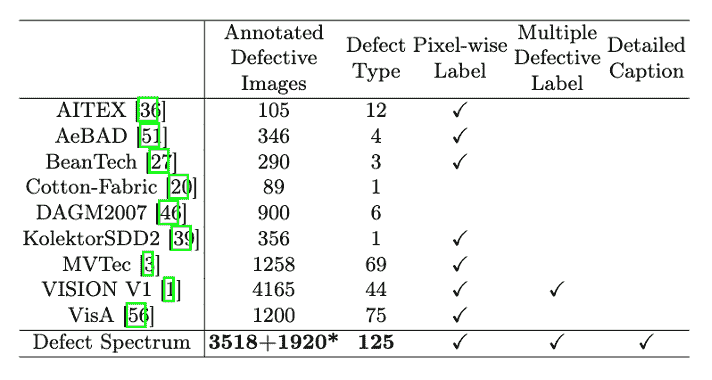 Annotated Defective Images Defect Type Pixel-wise Label Multiple Defective Label Detailed Caption
AITEX [36] 105 12 ✓
AeBAD [51] 346 4 ✓
BeanTech [27] 290 3 ✓
Cotton-Fabric [20] 89 1
DAGM2007 [46] 900 6
KolektorSDD2 [39] 356 1 ✓
MVTec [3] 1258 69 ✓
VISION V1 [1] 4165 44 ✓ ✓
VisA [56] 1200 75 ✓
Defect Spectrum 3518+1920* 125 ✓ ✓ ✓